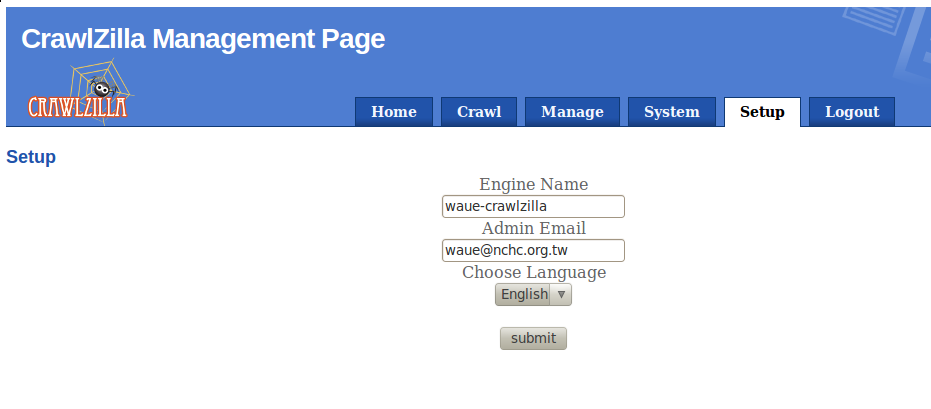 CrawlZilla Management Page
CRAWLZILLA
Home Crawl Manage System Setup Logout
Setup
Engine Name
waue-crawlzilla
Admin Email
waue@nchc.org.tw
Choose Language
English
submit